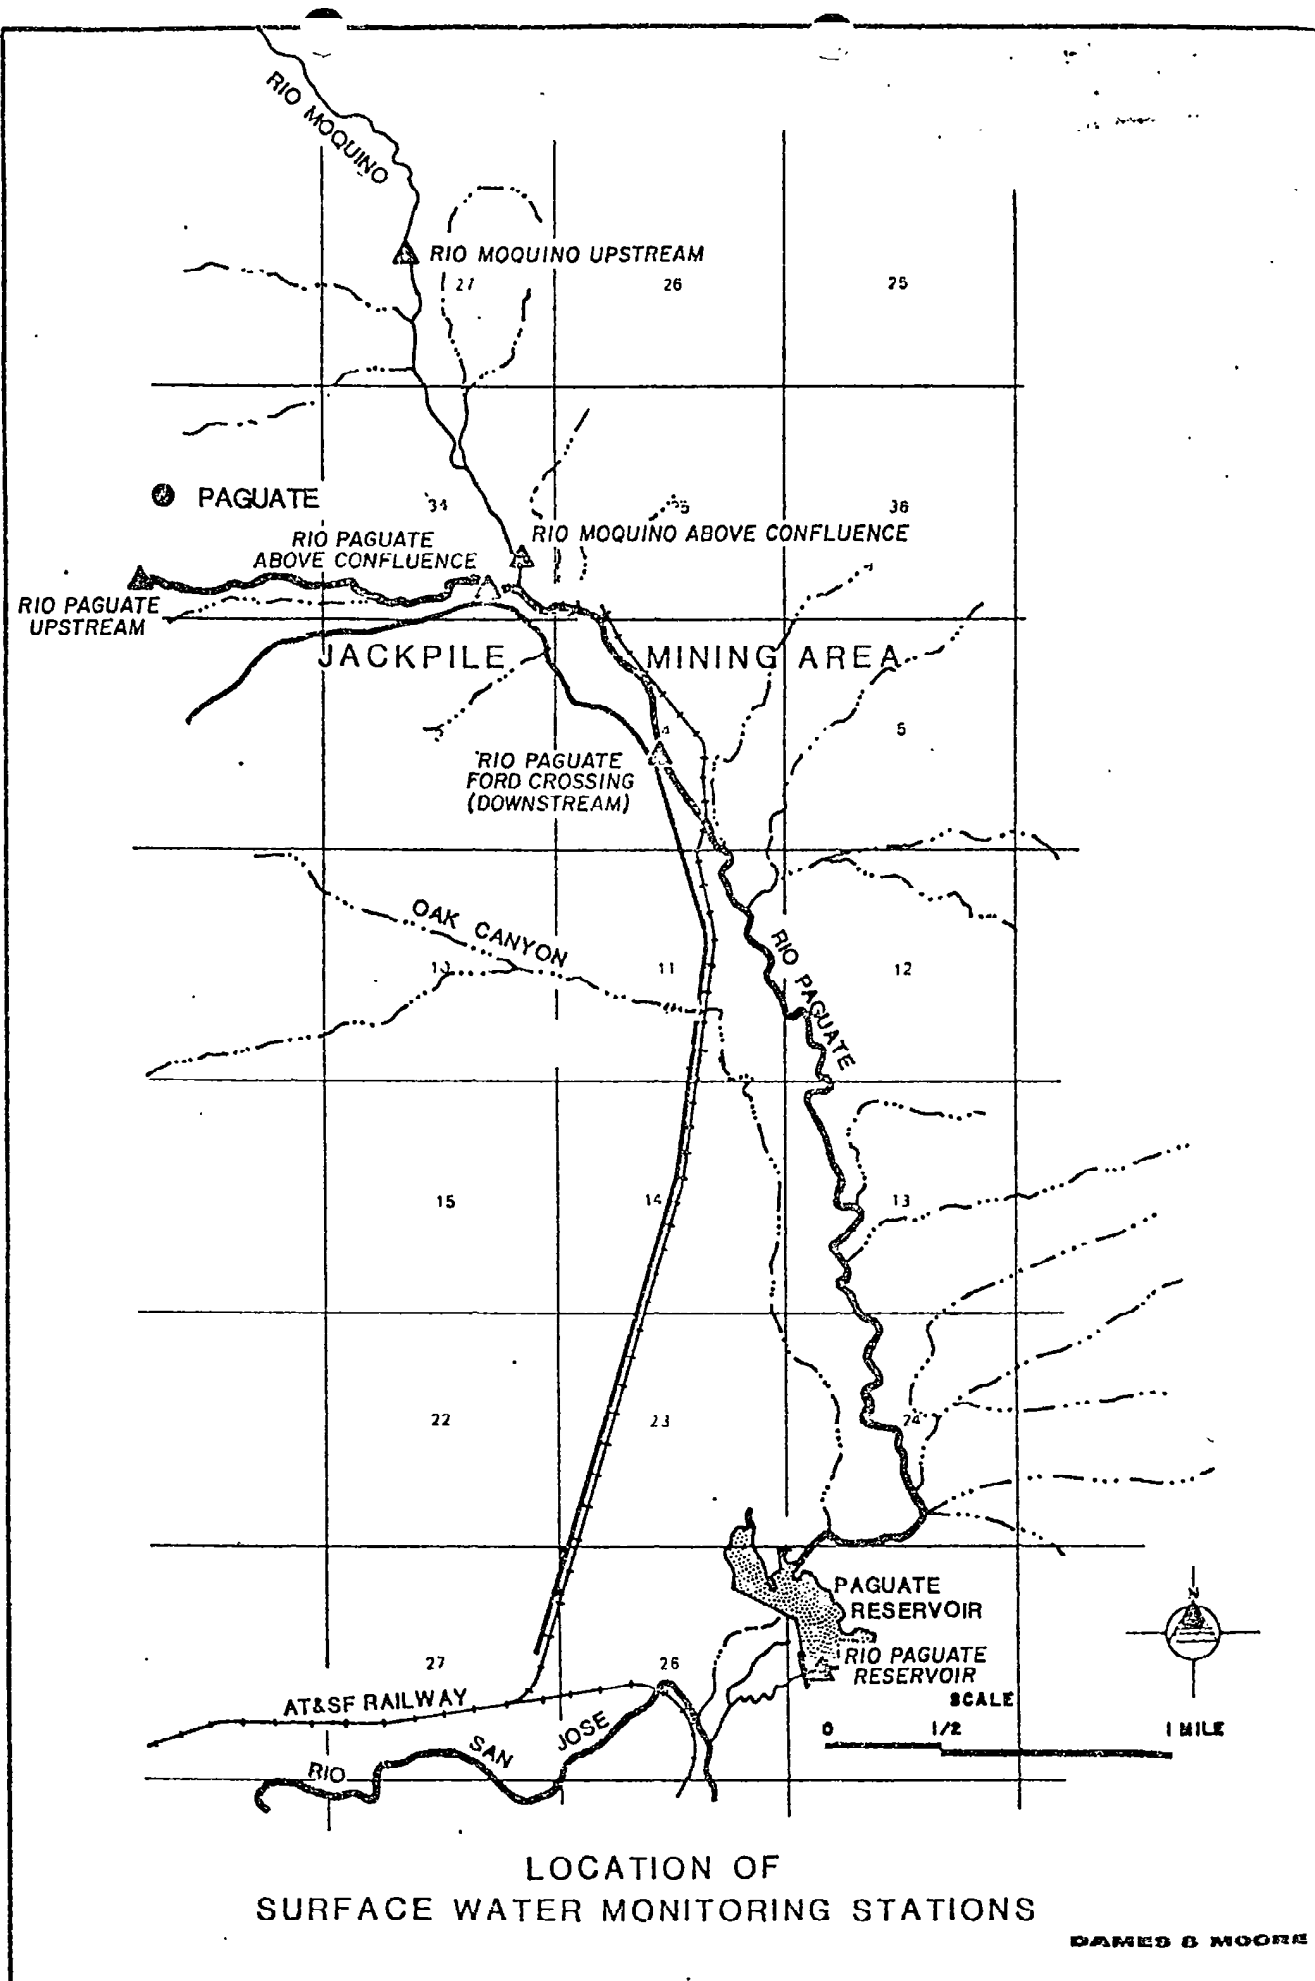 RIO MOQUINO
RIO MOQUINO UPSTREAM
27
26
25
PAGUATE
34
36
RIO MOQUINO ABOVE CONFLUENCE
RIO PAGUATE
ABOVE CONFLUENCE
RIO PAGUATE
UPSTREAM
JACKPILE MINING AREA
RIO PAGUATE
FORD CROSSING
(DOWNSTREAM)
OAK CANYON
10
11
12
RIO PAGUATE
15
14
13
22
23
24
PAGUATE
RESERVOIR
N
RIO PAGUATE
RESERVOIR
27
26
AT&SF RAILWAY
SCALE
0 1/2 1 MILE
RIO SAN JOSE
LOCATION OF
SURFACE WATER MONITORING STATIONS
DAMES & MOORE